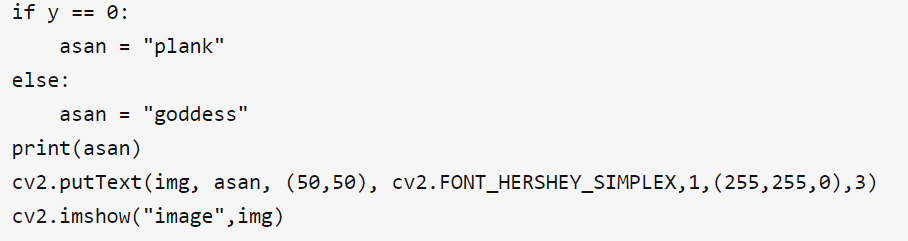 if y == 0:
    asan = "plank"
else:
    asan = "goddess"
print(asan)
cv2.putText(img, asan, (50,50), cv2.FONT_HERSHEY_SIMPLEX,1,(255,255,0),3)
cv2.imshow("image",img)